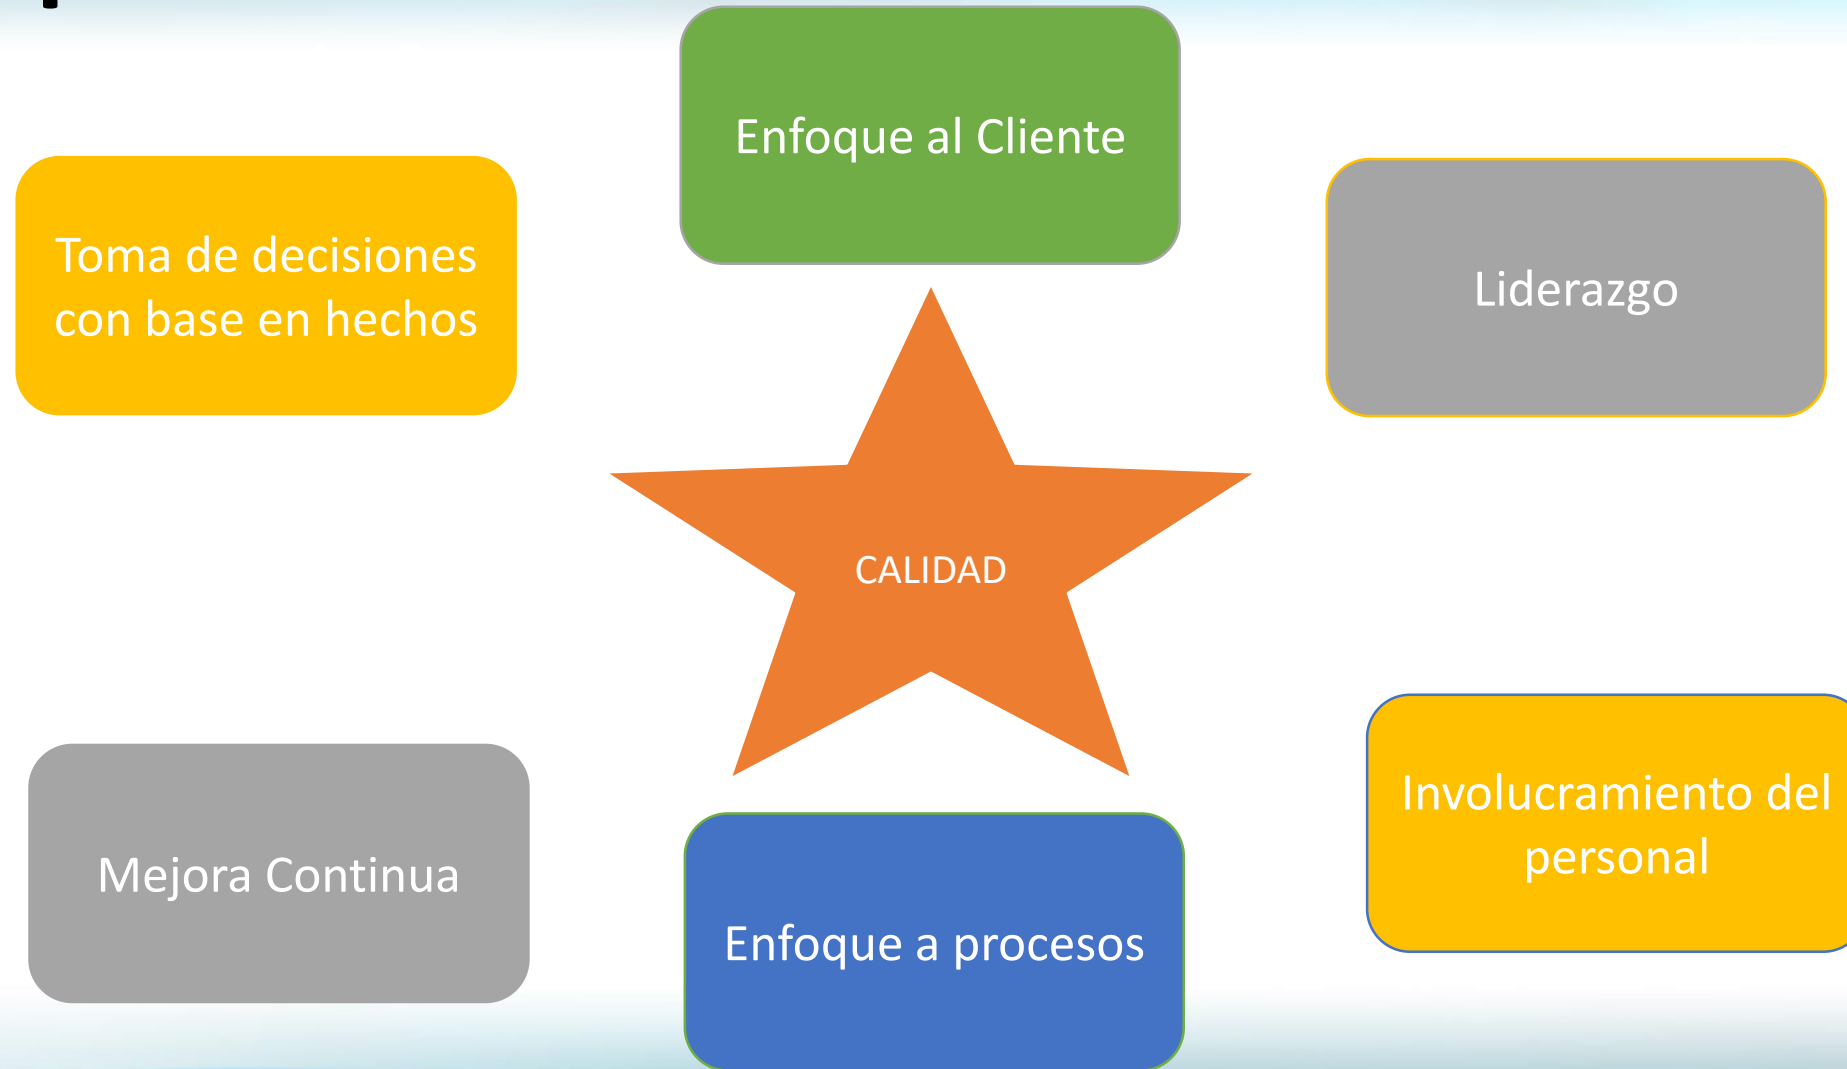 Enfoque al Cliente
Toma de decisiones
con base en hechos
Liderazgo
CALIDAD
Involucramiento del
personal
Mejora Continua
Enfoque a procesos